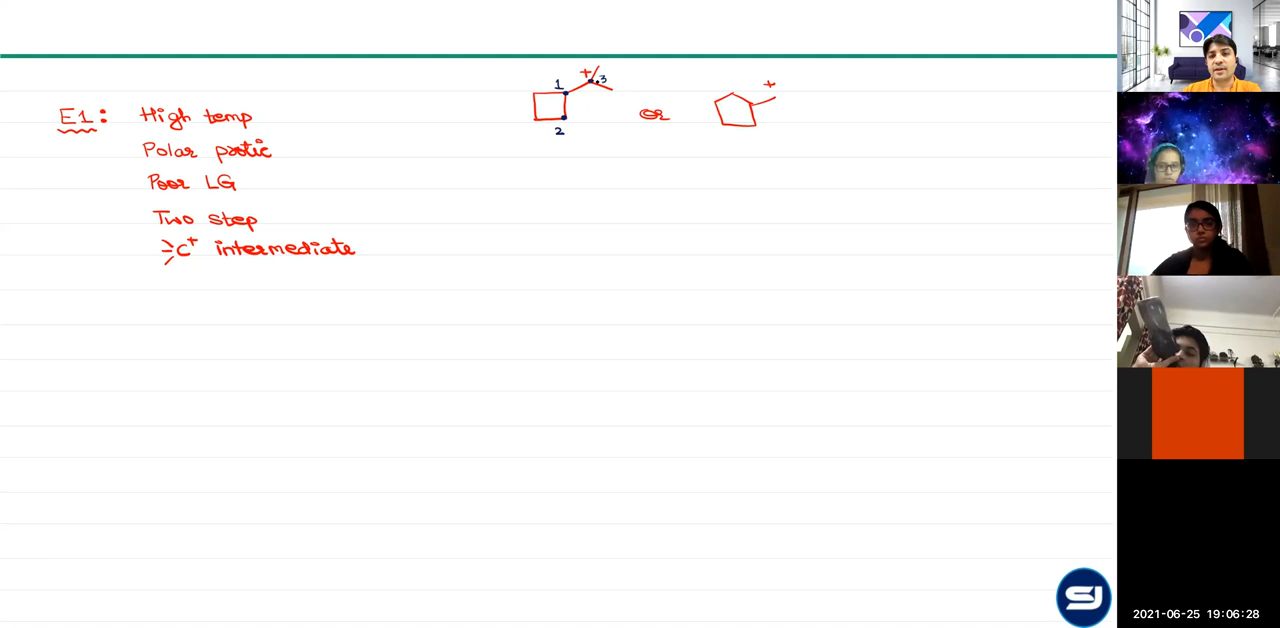 E1: High temp
Polar protic
Poor LG
Two step
C+ intermediate
1 + 3
2
or
+
SJ
2021-06-25 19:06:28